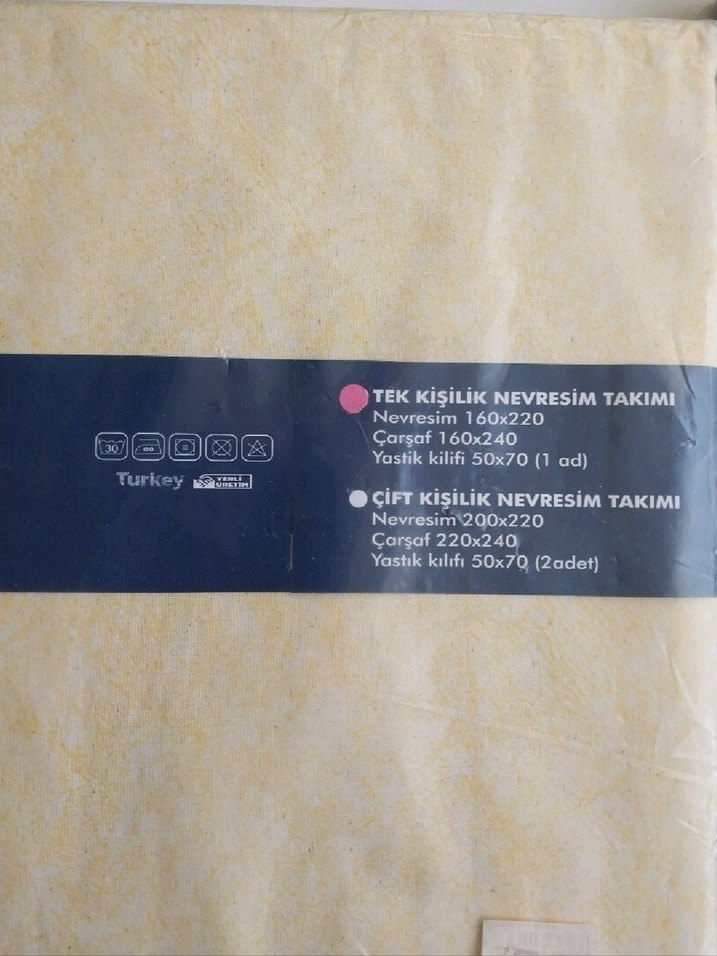 TEK KİŞİLİK NEVRESİM TAKIMI
Nevresim 160x220
Çarşaf 160x240
Yastik kilifi 50x70 (1 ad)
ÇİFT KİŞİLİK NEVRESİM TAKIMI
Nevresim 200x220
Çarşaf 220x240
Yastık kılıfı 50x70 (2adet)
30
Turkey
YERLİ
ÜRETİM